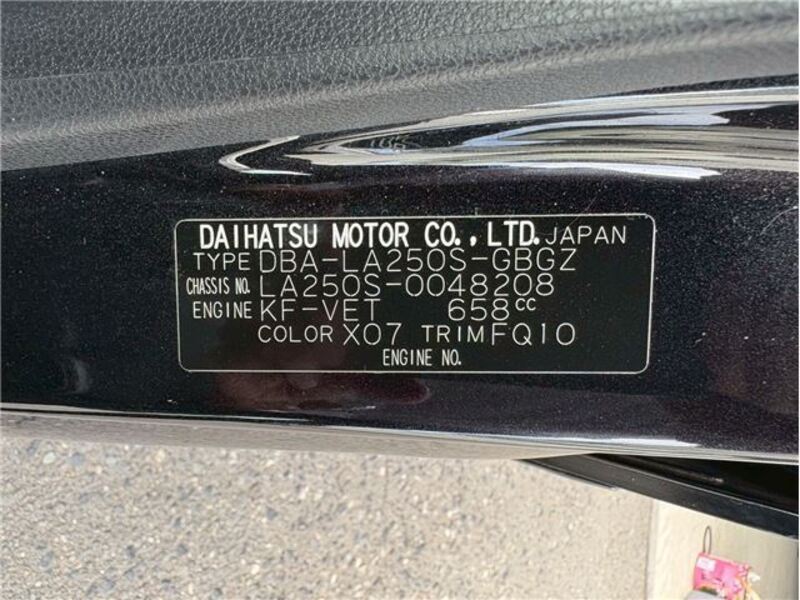 DAIHATSU MOTOR CO., LTD. JAPAN
TYPE DBA-LA250S-GBGZ
CHASSIS NO. LA250S-0048208
ENGINE KF-VET 658cc
COLOR X07 TRIM FQ10
ENGINE NO.